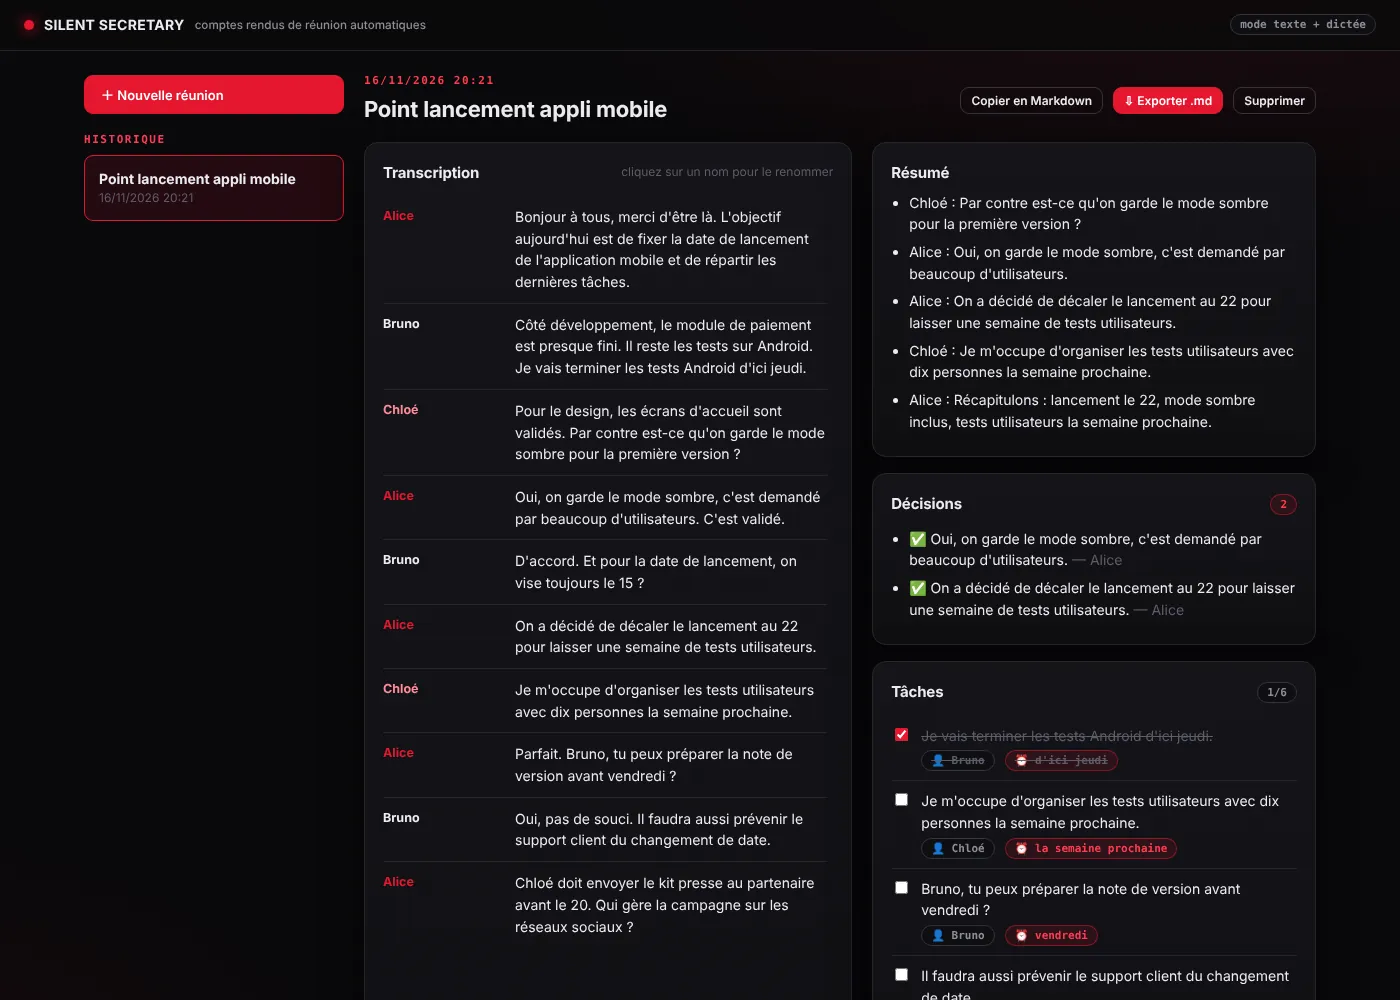 SILENT SECRETARY comptes rendus de réunion automatiques
mode texte + dictée
+ Nouvelle réunion
HISTORIQUE
Point lancement appli mobile
16/11/2026 20:21
16/11/2026 20:21
Point lancement appli mobile
Copier en Markdown
⇩ Exporter .md
Supprimer
Transcription
cliquez sur un nom pour le renommer
Alice
Bonjour à tous, merci d'être là. L'objectif
aujourd'hui est de fixer la date de lancement
de l'application mobile et de répartir les
dernières tâches.
Bruno
Côté développement, le module de paiement
est presque fini. Il reste les tests sur Android.
Je vais terminer les tests Android d'ici jeudi.
Chloé
Pour le design, les écrans d'accueil sont
validés. Par contre est-ce qu'on garde le mode
sombre pour la première version ?
Alice
Oui, on garde le mode sombre, c'est demandé
par beaucoup d'utilisateurs. C'est validé.
Bruno
D'accord. Et pour la date de lancement, on
vise toujours le 15 ?
Alice
On a décidé de décaler le lancement au 22
pour laisser une semaine de tests utilisateurs.
Chloé
Je m'occupe d'organiser les tests utilisateurs
avec dix personnes la semaine prochaine.
Alice
Parfait. Bruno, tu peux préparer la note de
version avant vendredi ?
Bruno
Oui, pas de souci. Il faudra aussi prévenir le
support client du changement de date.
Alice
Chloé doit envoyer le kit presse au partenaire
avant le 20. Qui gère la campagne sur les
réseaux sociaux ?
Résumé
• Chloé : Par contre est-ce qu'on garde le mode sombre
pour la première version ?
• Alice : Oui, on garde le mode sombre, c'est demandé par
beaucoup d'utilisateurs.
• Alice : On a décidé de décaler le lancement au 22 pour
laisser une semaine de tests utilisateurs.
• Chloé : Je m'occupe d'organiser les tests utilisateurs avec
dix personnes la semaine prochaine.
• Alice : Récapitulons : lancement le 22, mode sombre
inclus, tests utilisateurs la semaine prochaine.
Décisions
2
• ✅ Oui, on garde le mode sombre, c'est demandé par
beaucoup d'utilisateurs. — Alice
• ✅ On a décidé de décaler le lancement au 22 pour laisser
une semaine de tests utilisateurs. — Alice
Tâches
1/6
Je vais terminer les tests Android d'ici jeudi.
👤 Bruno ⏰ d'ici jeudi
Je m'occupe d'organiser les tests utilisateurs avec dix
personnes la semaine prochaine.
👤 Chloé ⏰ la semaine prochaine
Bruno, tu peux préparer la note de version avant
vendredi ?
👤 Bruno ⏰ vendredi
Il faudra aussi prévenir le support client du changement
de date.